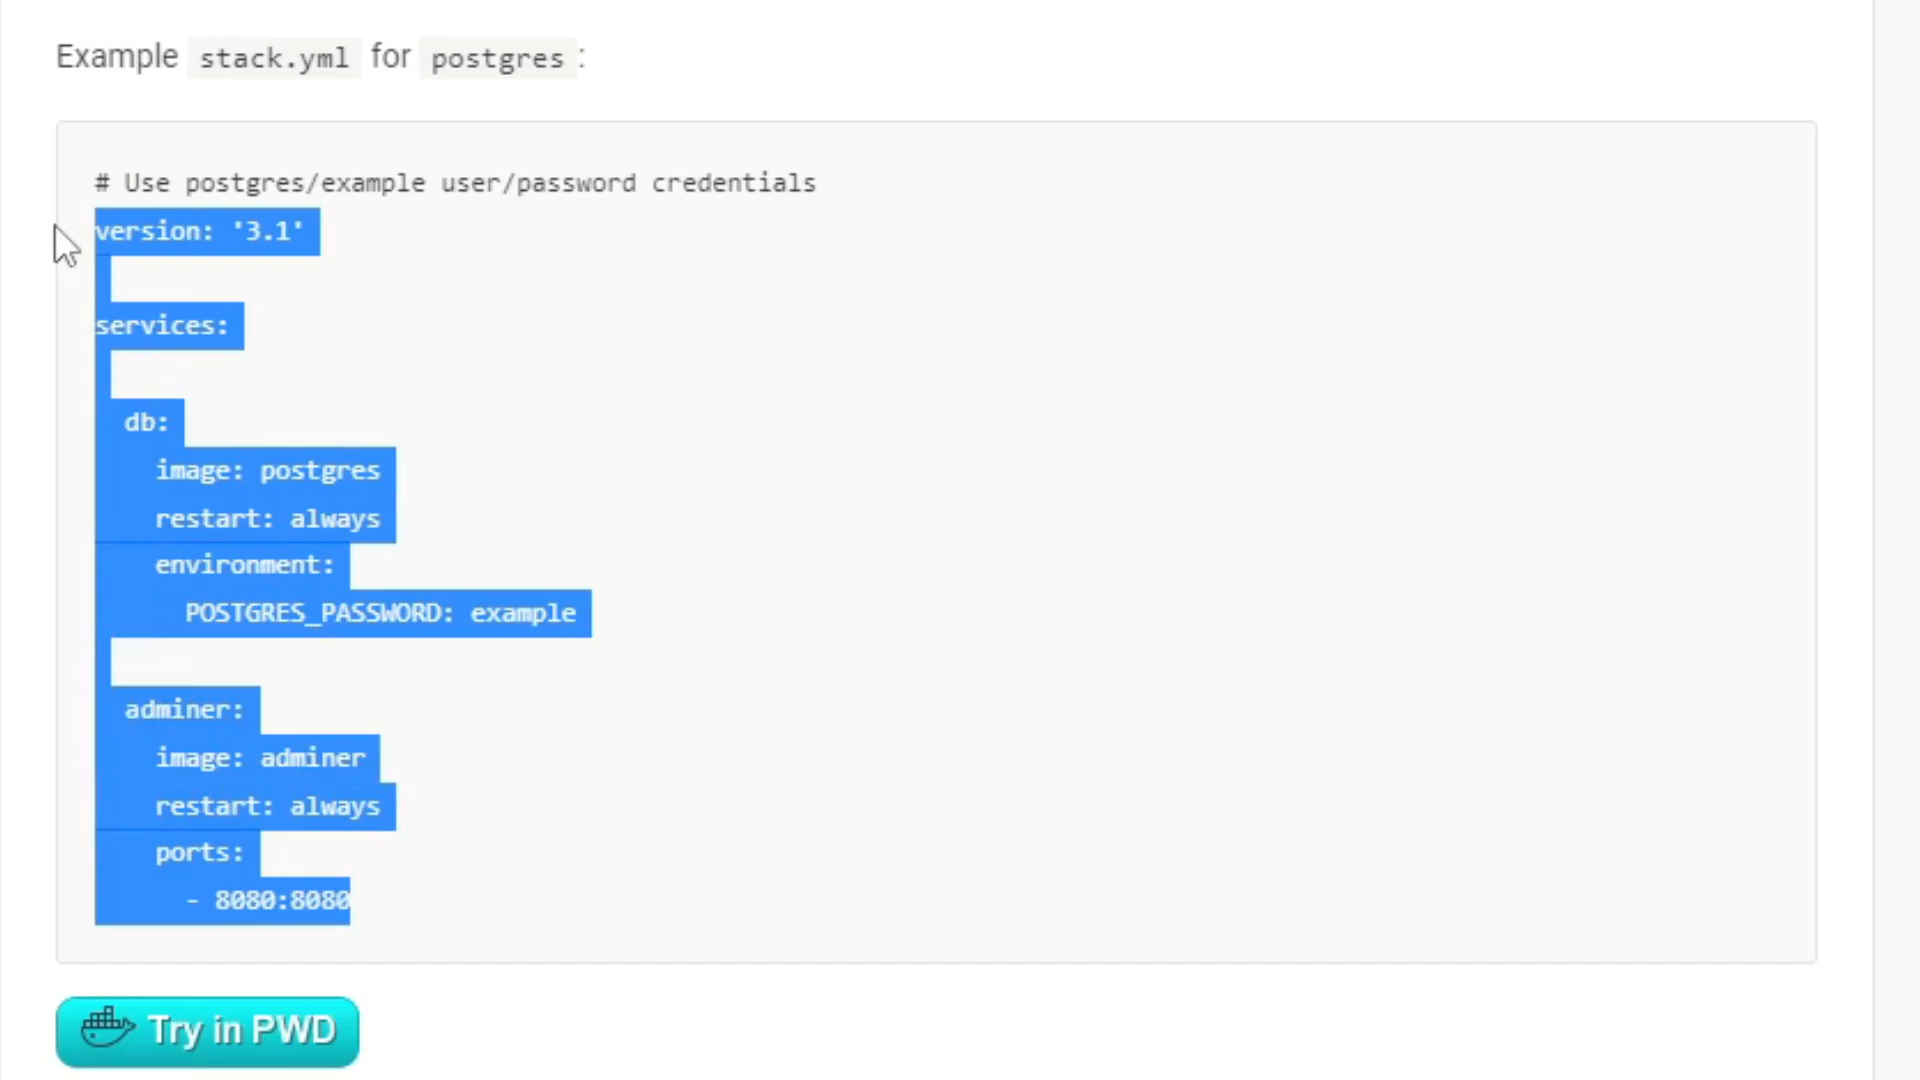 Example stack.yml for postgres:
# Use postgres/example user/password credentials
version: '3.1'
services:
db:
image: postgres
restart: always
environment:
POSTGRES_PASSWORD: example
adminer:
image: adminer
restart: always
ports:
- 8080:8080
Try in PWD